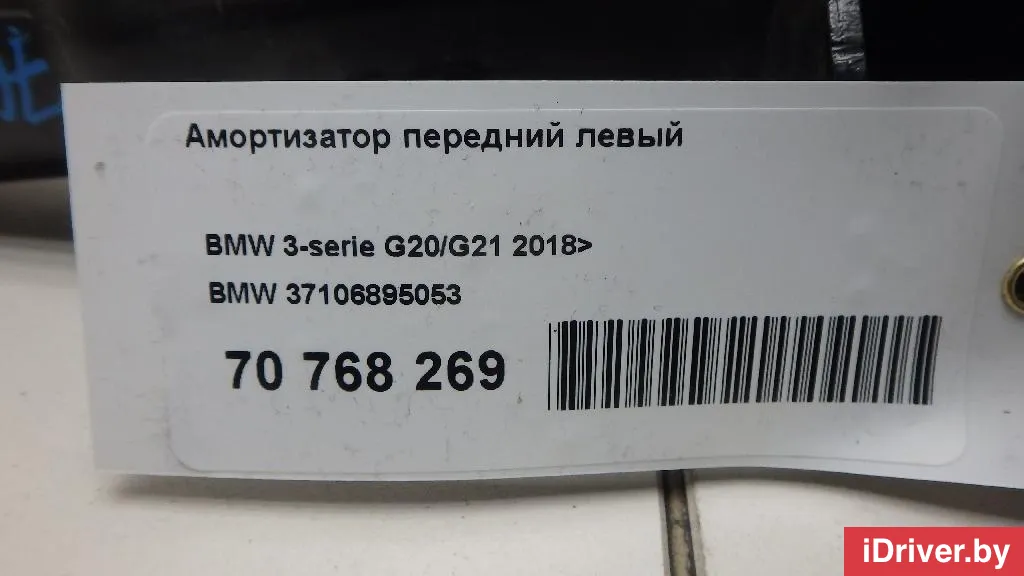 Амортизатор передний левый
BMW 3-serie G20/G21 2018>
BMW 37106895053
70 768 269
iDriver.by